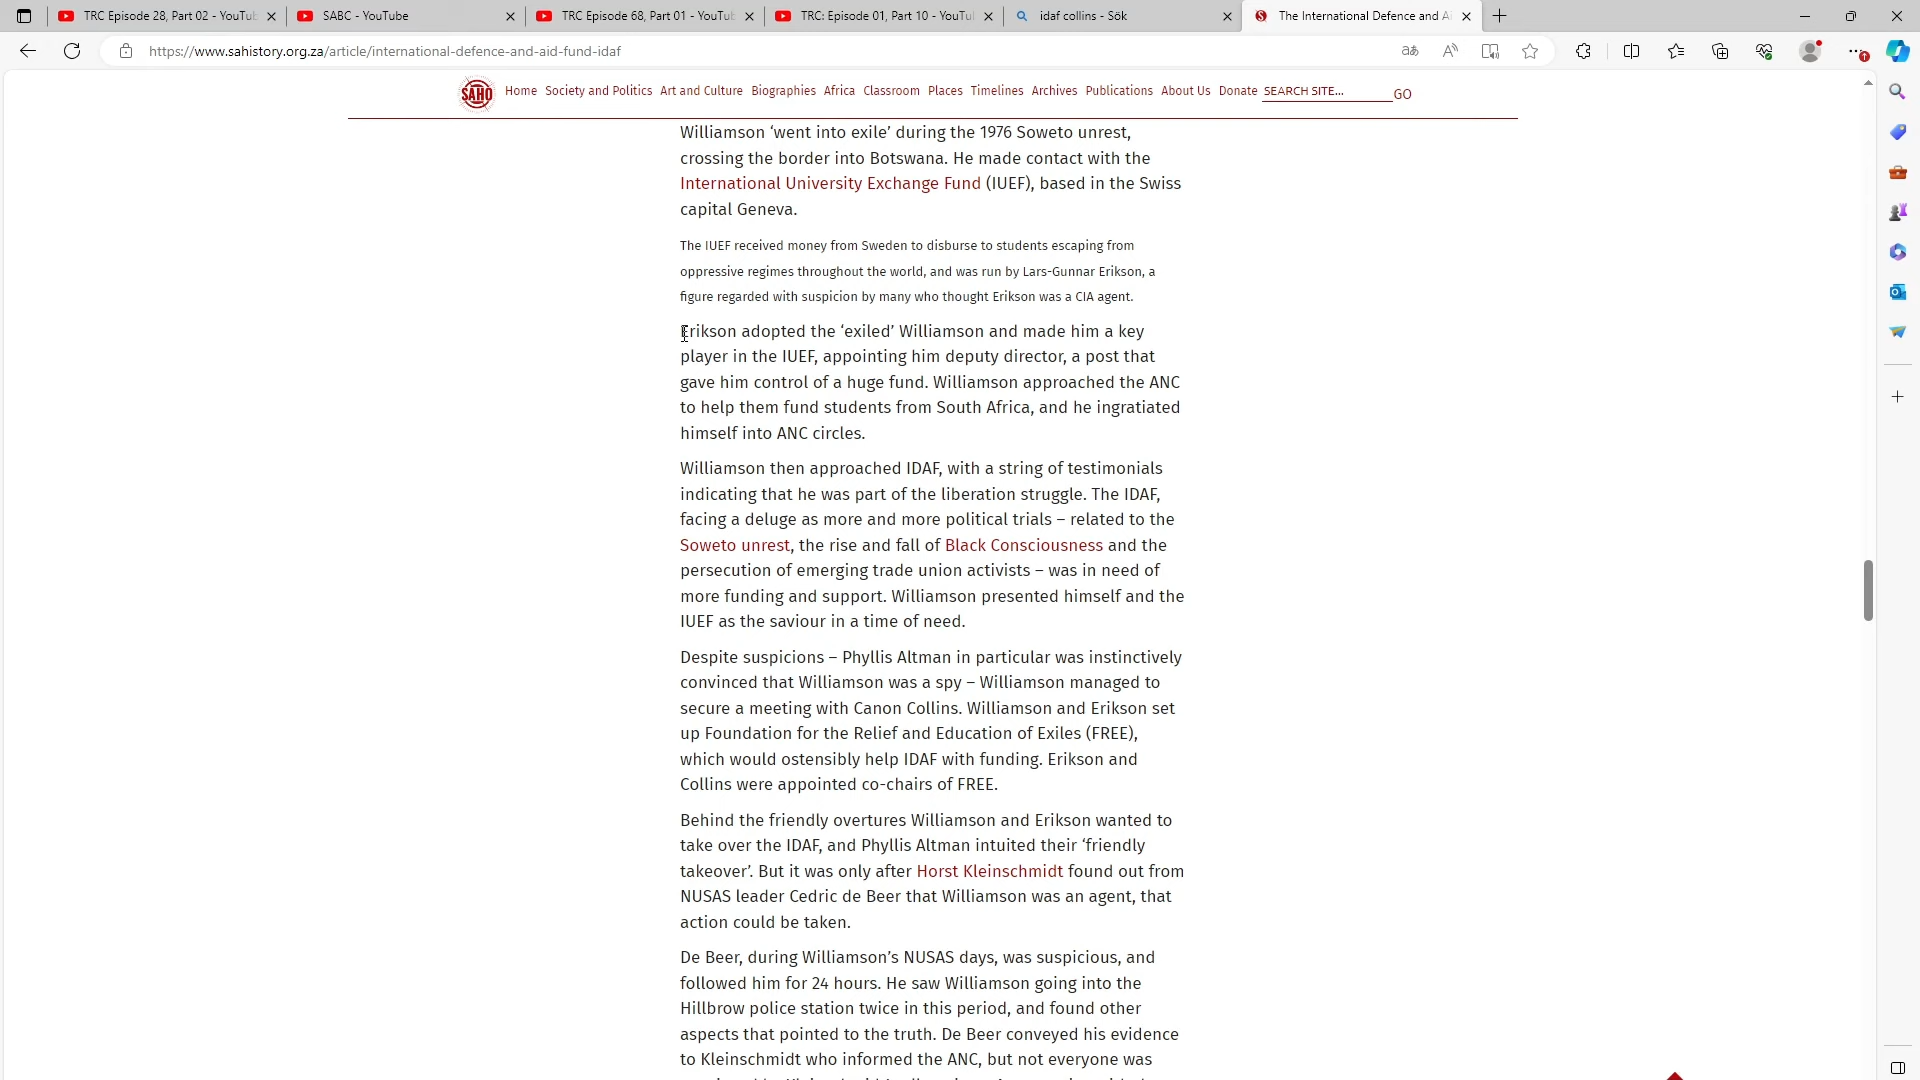 TRC Episode 28, Part 02 - YouTub
SABC - YouTube
TRC Episode 68, Part 01 - YouTub
TRC: Episode 01, Part 10 - YouTu
idaf collins - Sök
The International Defence and Ai
https://www.sahistory.org.za/article/international-defence-and-aid-fund-idaf
SAHO
Home Society and Politics Art and Culture Biographies Africa Classroom Places Timelines Archives Publications About Us Donate SEARCH SITE... GO
Williamson ‘went into exile’ during the 1976 Soweto unrest,
crossing the border into Botswana. He made contact with the
International University Exchange Fund (IUEF), based in the Swiss
capital Geneva.
The IUEF received money from Sweden to disburse to students escaping from
oppressive regimes throughout the world, and was run by Lars-Gunnar Erikson, a
figure regarded with suspicion by many who thought Erikson was a CIA agent.
Erikson adopted the ‘exiled’ Williamson and made him a key
player in the IUEF, appointing him deputy director, a post that
gave him control of a huge fund. Williamson approached the ANC
to help them fund students from South Africa, and he ingratiated
himself into ANC circles.
Williamson then approached IDAF, with a string of testimonials
indicating that he was part of the liberation struggle. The IDAF,
facing a deluge as more and more political trials – related to the
Soweto unrest, the rise and fall of Black Consciousness and the
persecution of emerging trade union activists – was in need of
more funding and support. Williamson presented himself and the
IUEF as the saviour in a time of need.
Despite suspicions – Phyllis Altman in particular was instinctively
convinced that Williamson was a spy – Williamson managed to
secure a meeting with Canon Collins. Williamson and Erikson set
up Foundation for the Relief and Education of Exiles (FREE),
which would ostensibly help IDAF with funding. Erikson and
Collins were appointed co-chairs of FREE.
Behind the friendly overtures Williamson and Erikson wanted to
take over the IDAF, and Phyllis Altman intuited their ‘friendly
takeover’. But it was only after Horst Kleinschmidt found out from
NUSAS leader Cedric de Beer that Williamson was an agent, that
action could be taken.
De Beer, during Williamson’s NUSAS days, was suspicious, and
followed him for 24 hours. He saw Williamson going into the
Hillbrow police station twice in this period, and found other
aspects that pointed to the truth. De Beer conveyed his evidence
to Kleinschmidt who informed the ANC, but not everyone was